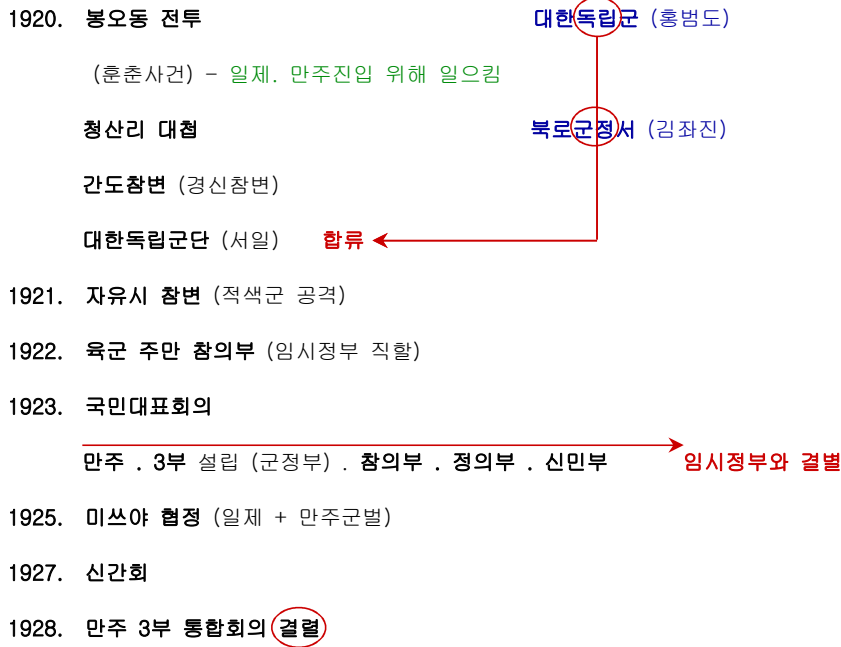 1920. 봉오동 전투 대한독립군 (홍범도)
(훈춘사건) - 일제. 만주진입 위해 일으킴
청산리 대첩 북로군정서 (김좌진)
간도참변 (경신참변)
대한독립군단 (서일) 합류
1921. 자유시 참변 (적색군 공격)
1922. 육군 주만 참의부 (임시정부 직할)
1923. 국민대표회의
만주 . 3부 설립 (군정부) . 참의부 . 정의부 . 신민부 임시정부와 결별
1925. 미쓰야 협정 (일제 + 만주군벌)
1927. 신간회
1928. 만주 3부 통합회의 결렬